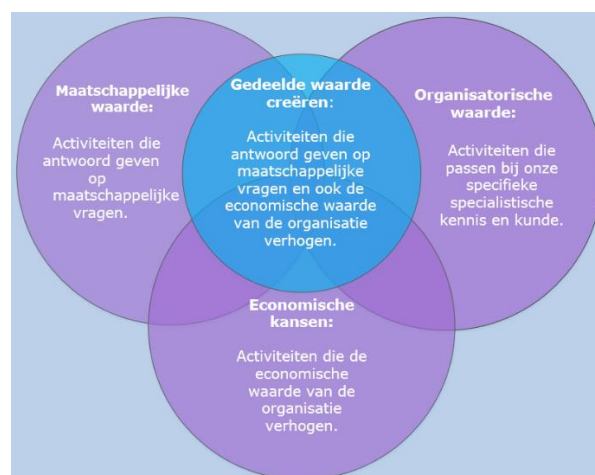 Maatschappelijke
waarde:
Activiteiten die
antwoord geven
op
maatschappelijke
vragen.
Gedeelde waarde
creëren:
Activiteiten die
antwoord geven op
maatschappelijke
vragen en ook de
economische waarde
van de organisatie
verhogen.
Organisatorische
waarde:
Activiteiten die
passen bij onze
specifieke
specialistische
kennis en kunde.
Economische
kansen:
Activiteiten die de
economische
waarde van de
organisatie
verhogen.